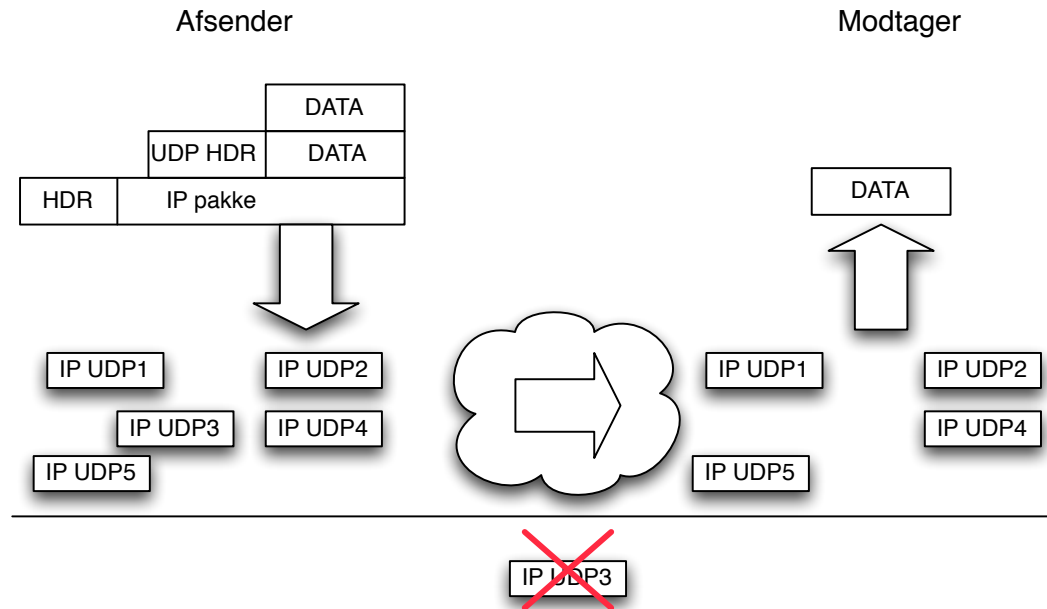 Afsender
Modtager
DATA
UDP HDR DATA
HDR IP pakke
DATA
IP UDP1 IP UDP2
IP UDP3 IP UDP4
IP UDP5
IP UDP1 IP UDP2
IP UDP4
IP UDP5
IP UDP3